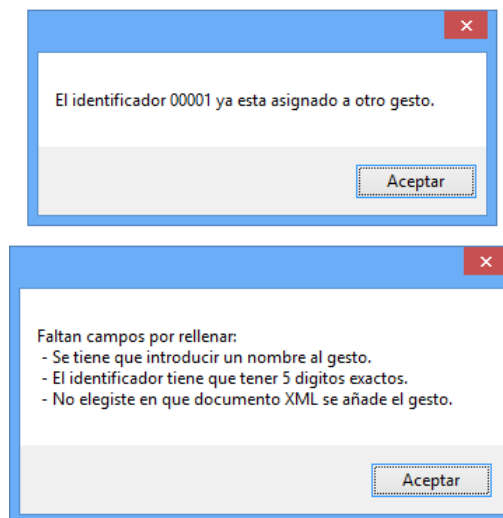 El identificador 00001 ya esta asignado a otro gesto.
Aceptar
Faltan campos por rellenar:
- Se tiene que introducir un nombre al gesto.
- El identificador tiene que tener 5 digitos exactos.
- No elegiste en que documento XML se añade el gesto.
Aceptar